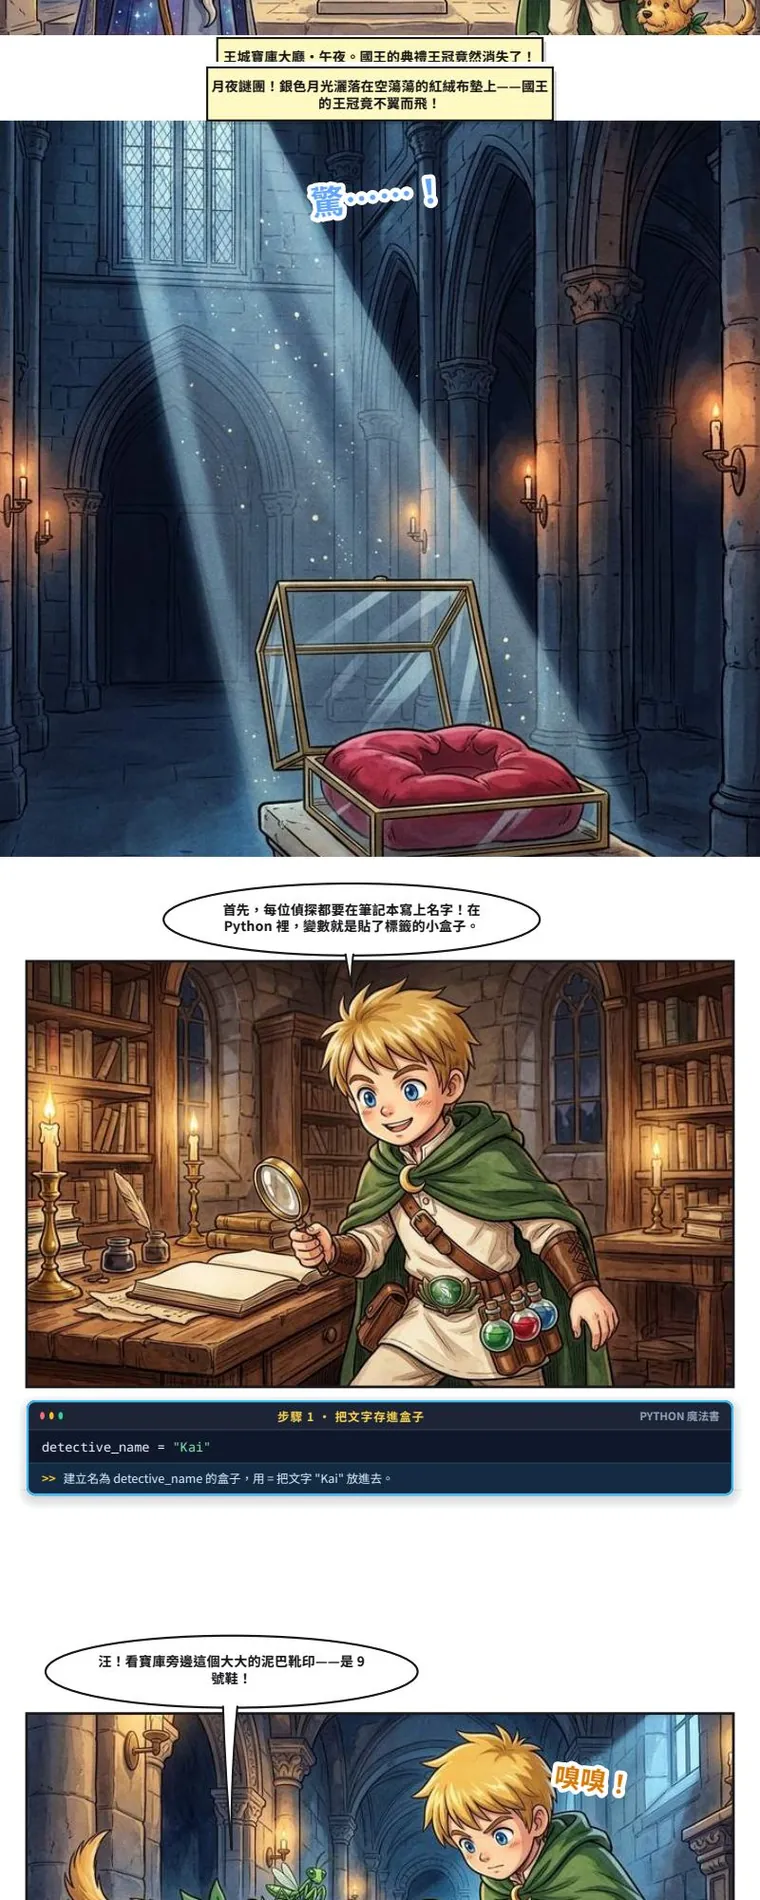 王城寶庫大廳・午夜。國王的典禮王冠竟然消失了！
月夜謎團！銀色月光灑落在空蕩蕩的紅絨布墊上——國王
的王冠竟不翼而飛！
驚……！
首先，每位偵探都要在筆記本寫上名字！在
Python 裡，變數就是貼了標籤的小盒子。
步驟 1 · 把文字存進盒子
PYTHON 魔法書
detective_name = "Kai"
>> 建立名為 detective_name 的盒子，用 = 把文字 "Kai" 放進去。
汪！看寶庫旁邊這個大大的泥巴靴印——是 9
號鞋！
嗅嗅！